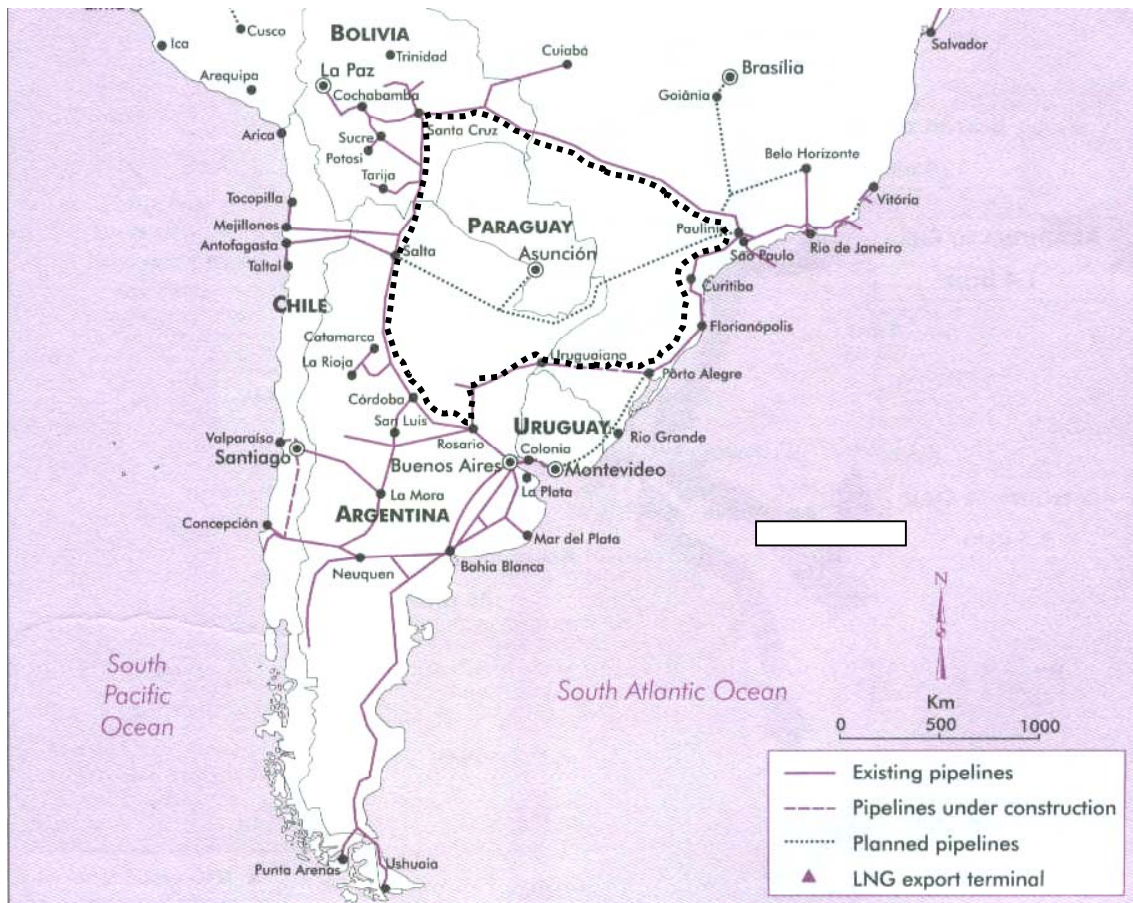 Cusco
Ica
BOLIVIA
Trinidad
Cuiabá
Salvador
Arequipa
La Paz
Brasília
Goiânia
Cochabamba
Santa Cruz
Arica
Sucre
Potosi
Belo Horizonte
Tarija
Vitória
Tocopilla
Mejillones
PARAGUAY
Paulini
São Paulo
Rio de Janeiro
Antofagasta
Salta
Asunción
Taltal
Curitiba
CHILE
Florianópolis
Catamarca
La Rioja
Uruguaiana
Pôrto Alegre
Córdoba
San Luis
URUGUAY
Rio Grande
Valparaíso
Rosario
Santiago
Colonia
Buenos Aires
Montevideo
La Plata
La Mora
ARGENTINA
Concepción
Mar del Plata
Neuquen
Bahia Blanca
N
South
Pacific
Ocean
South Atlantic Ocean
Km
0 500 1000
Existing pipelines
Pipelines under construction
Planned pipelines
LNG export terminal
Punta Arenas
Ushuaia